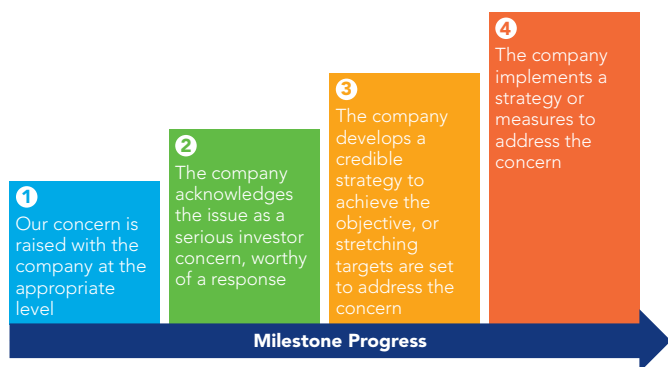 1
Our concern is
raised with the
company at the
appropriate
level
2
The company
acknowledges
the issue as a
serious investor
concern, worthy
of a response
3
The company
develops a
credible
strategy to
achieve the
objective, or
stretching
targets are set
to address the
concern
4
The company
implements a
strategy or
measures to
address the
concern
Milestone Progress